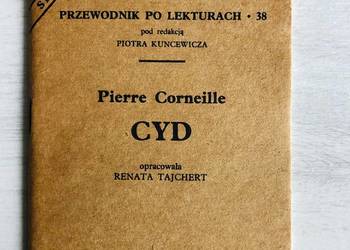 PRZEWODNIK PO LEKTURACH • 38
pod redakcją
PIOTRA KUNCEWICZA
Pierre Corneille
CYD
opracowała
RENATA TAJCHERT